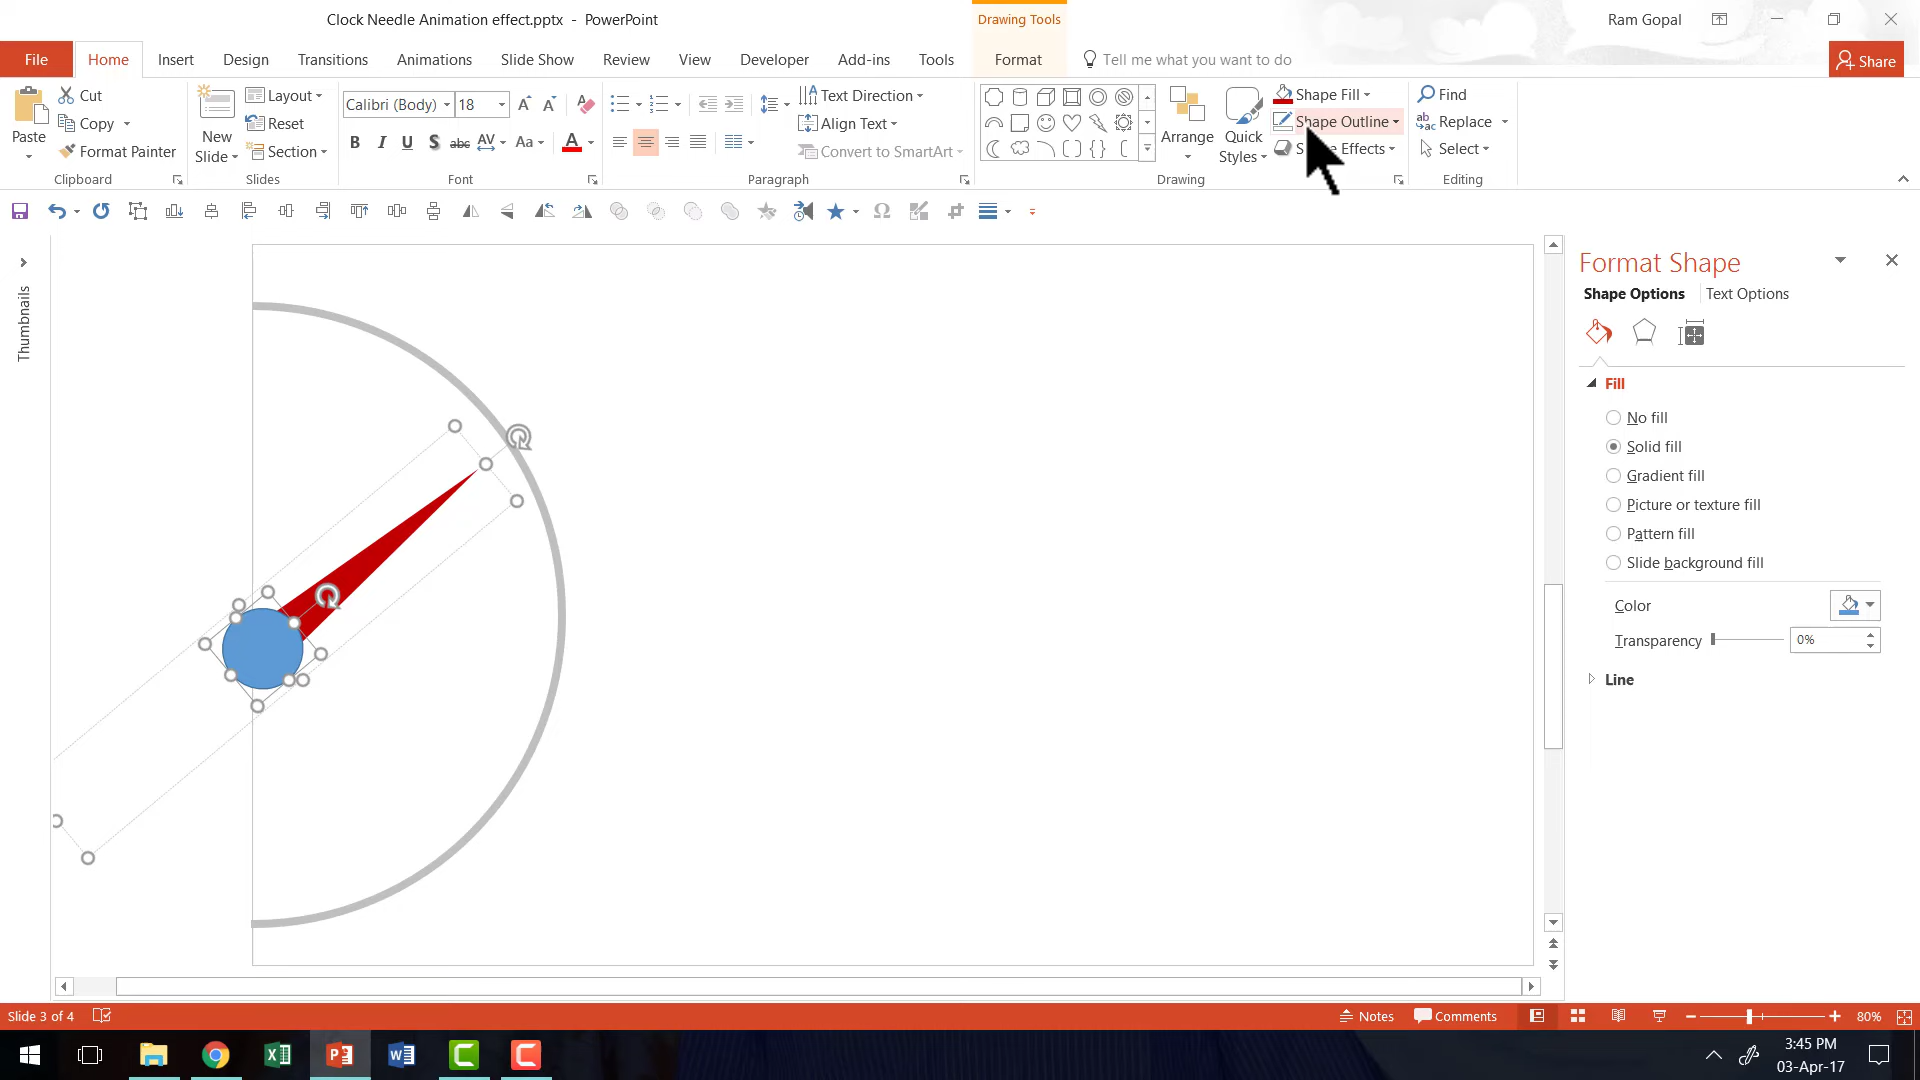 Clock Needle Animation effect.pptx - PowerPoint
Drawing Tools
Ram Gopal
File
Home
Insert
Design
Transitions
Animations
Slide Show
Review
View
Developer
Add-ins
Tools
Format
Tell me what you want to do
Share
Paste
Cut
Copy
Format Painter
Clipboard
New
Slide
Layout
Reset
Section
Slides
Calibri (Body)
18
B I U S abc AV Aa A
Font
Text Direction
Align Text
Convert to SmartArt
Paragraph
Arrange
Quick
Styles
Shape Fill
Shape Outline
Effects
Drawing
Find
Replace
Select
Editing
Thumbnails
Format Shape
Shape Options
Text Options
Fill
No fill
Solid fill
Gradient fill
Picture or texture fill
Pattern fill
Slide background fill
Color
Transparency
0%
Line
Slide 3 of 4
Notes
Comments
80%
3:45 PM
03-Apr-17